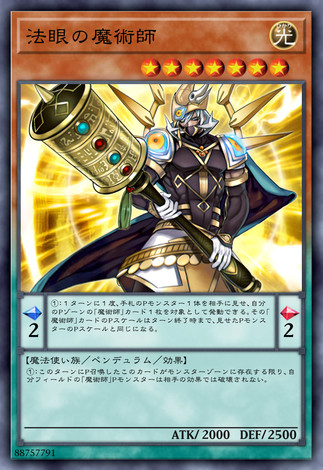 法眼の魔術師
光
①：１ターンに１度、手札のPモンスター１体を相手に見せ、自分
のPゾーンの「魔術師」カード１枚を対象として発動できる。その「
魔術師」カードのPスケールはターン終了時まで、見せたPモンス
ターのPスケールと同じになる。
2
2
【魔法使い族／ペンデュラム／効果】
①：このターンにP召喚したこのカードがモンスターゾーンに存在する限り、自
分フィールドの「魔術師」Pモンスターは相手の効果では破壊されない。
ATK/ 2000 DEF/2500
88757791